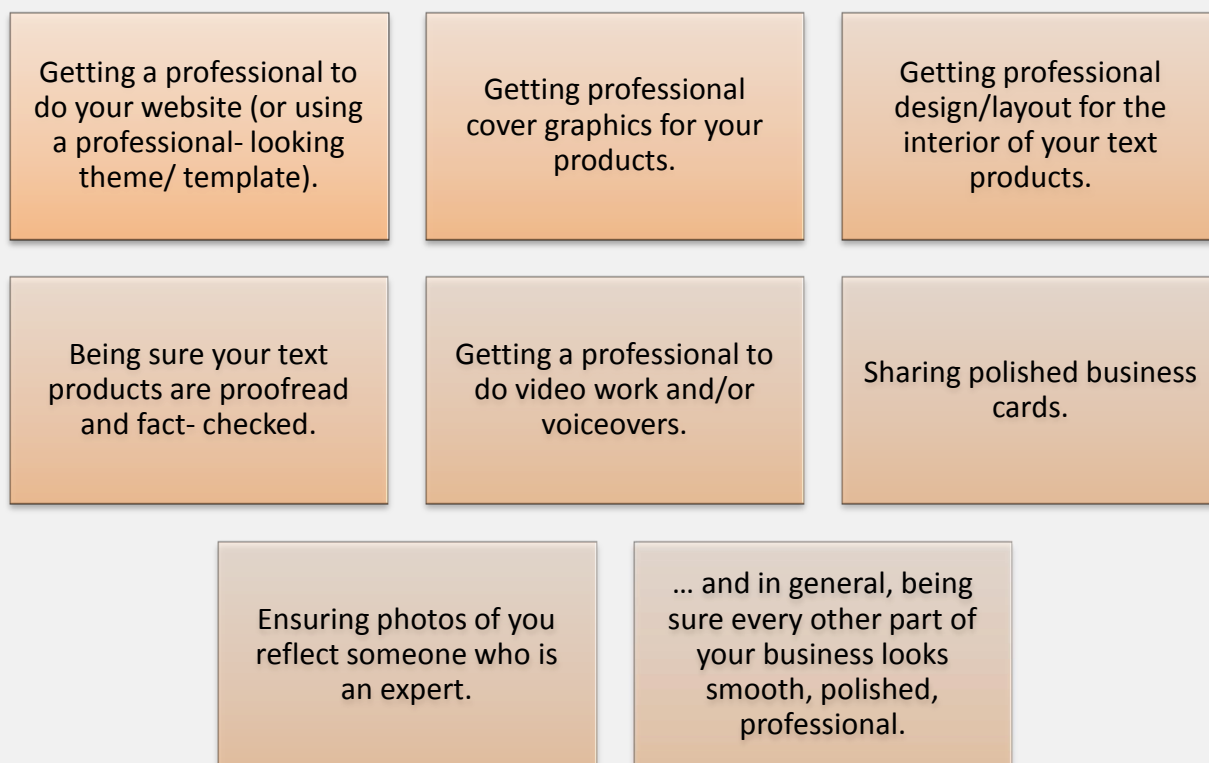 Getting a professional to
do your website (or using
a professional- looking
theme/ template).
Getting professional
cover graphics for your
products.
Getting professional
design/layout for the
interior of your text
products.
Being sure your text
products are proofread
and fact- checked.
Getting a professional to
do video work and/or
voiceovers.
Sharing polished business
cards.
Ensuring photos of you
reflect someone who is
an expert.
... and in general, being
sure every other part of
your business looks
smooth, polished,
professional.